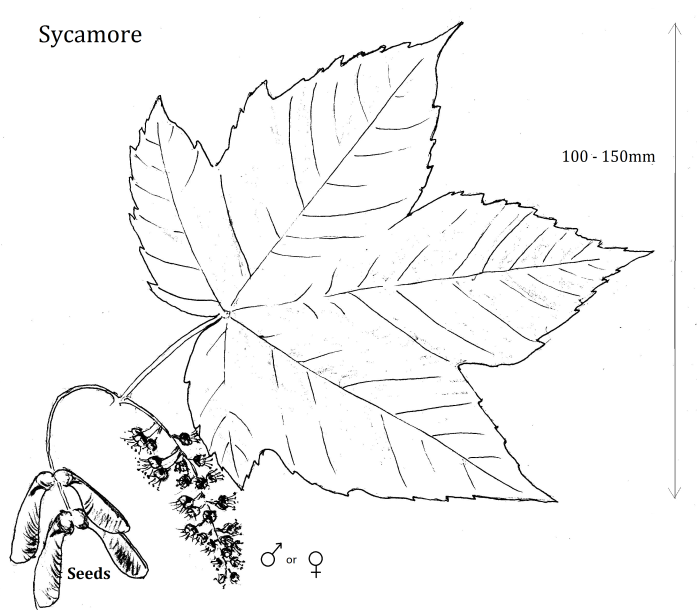 Sycamore
100 - 150mm
Seeds
♂ or ♀